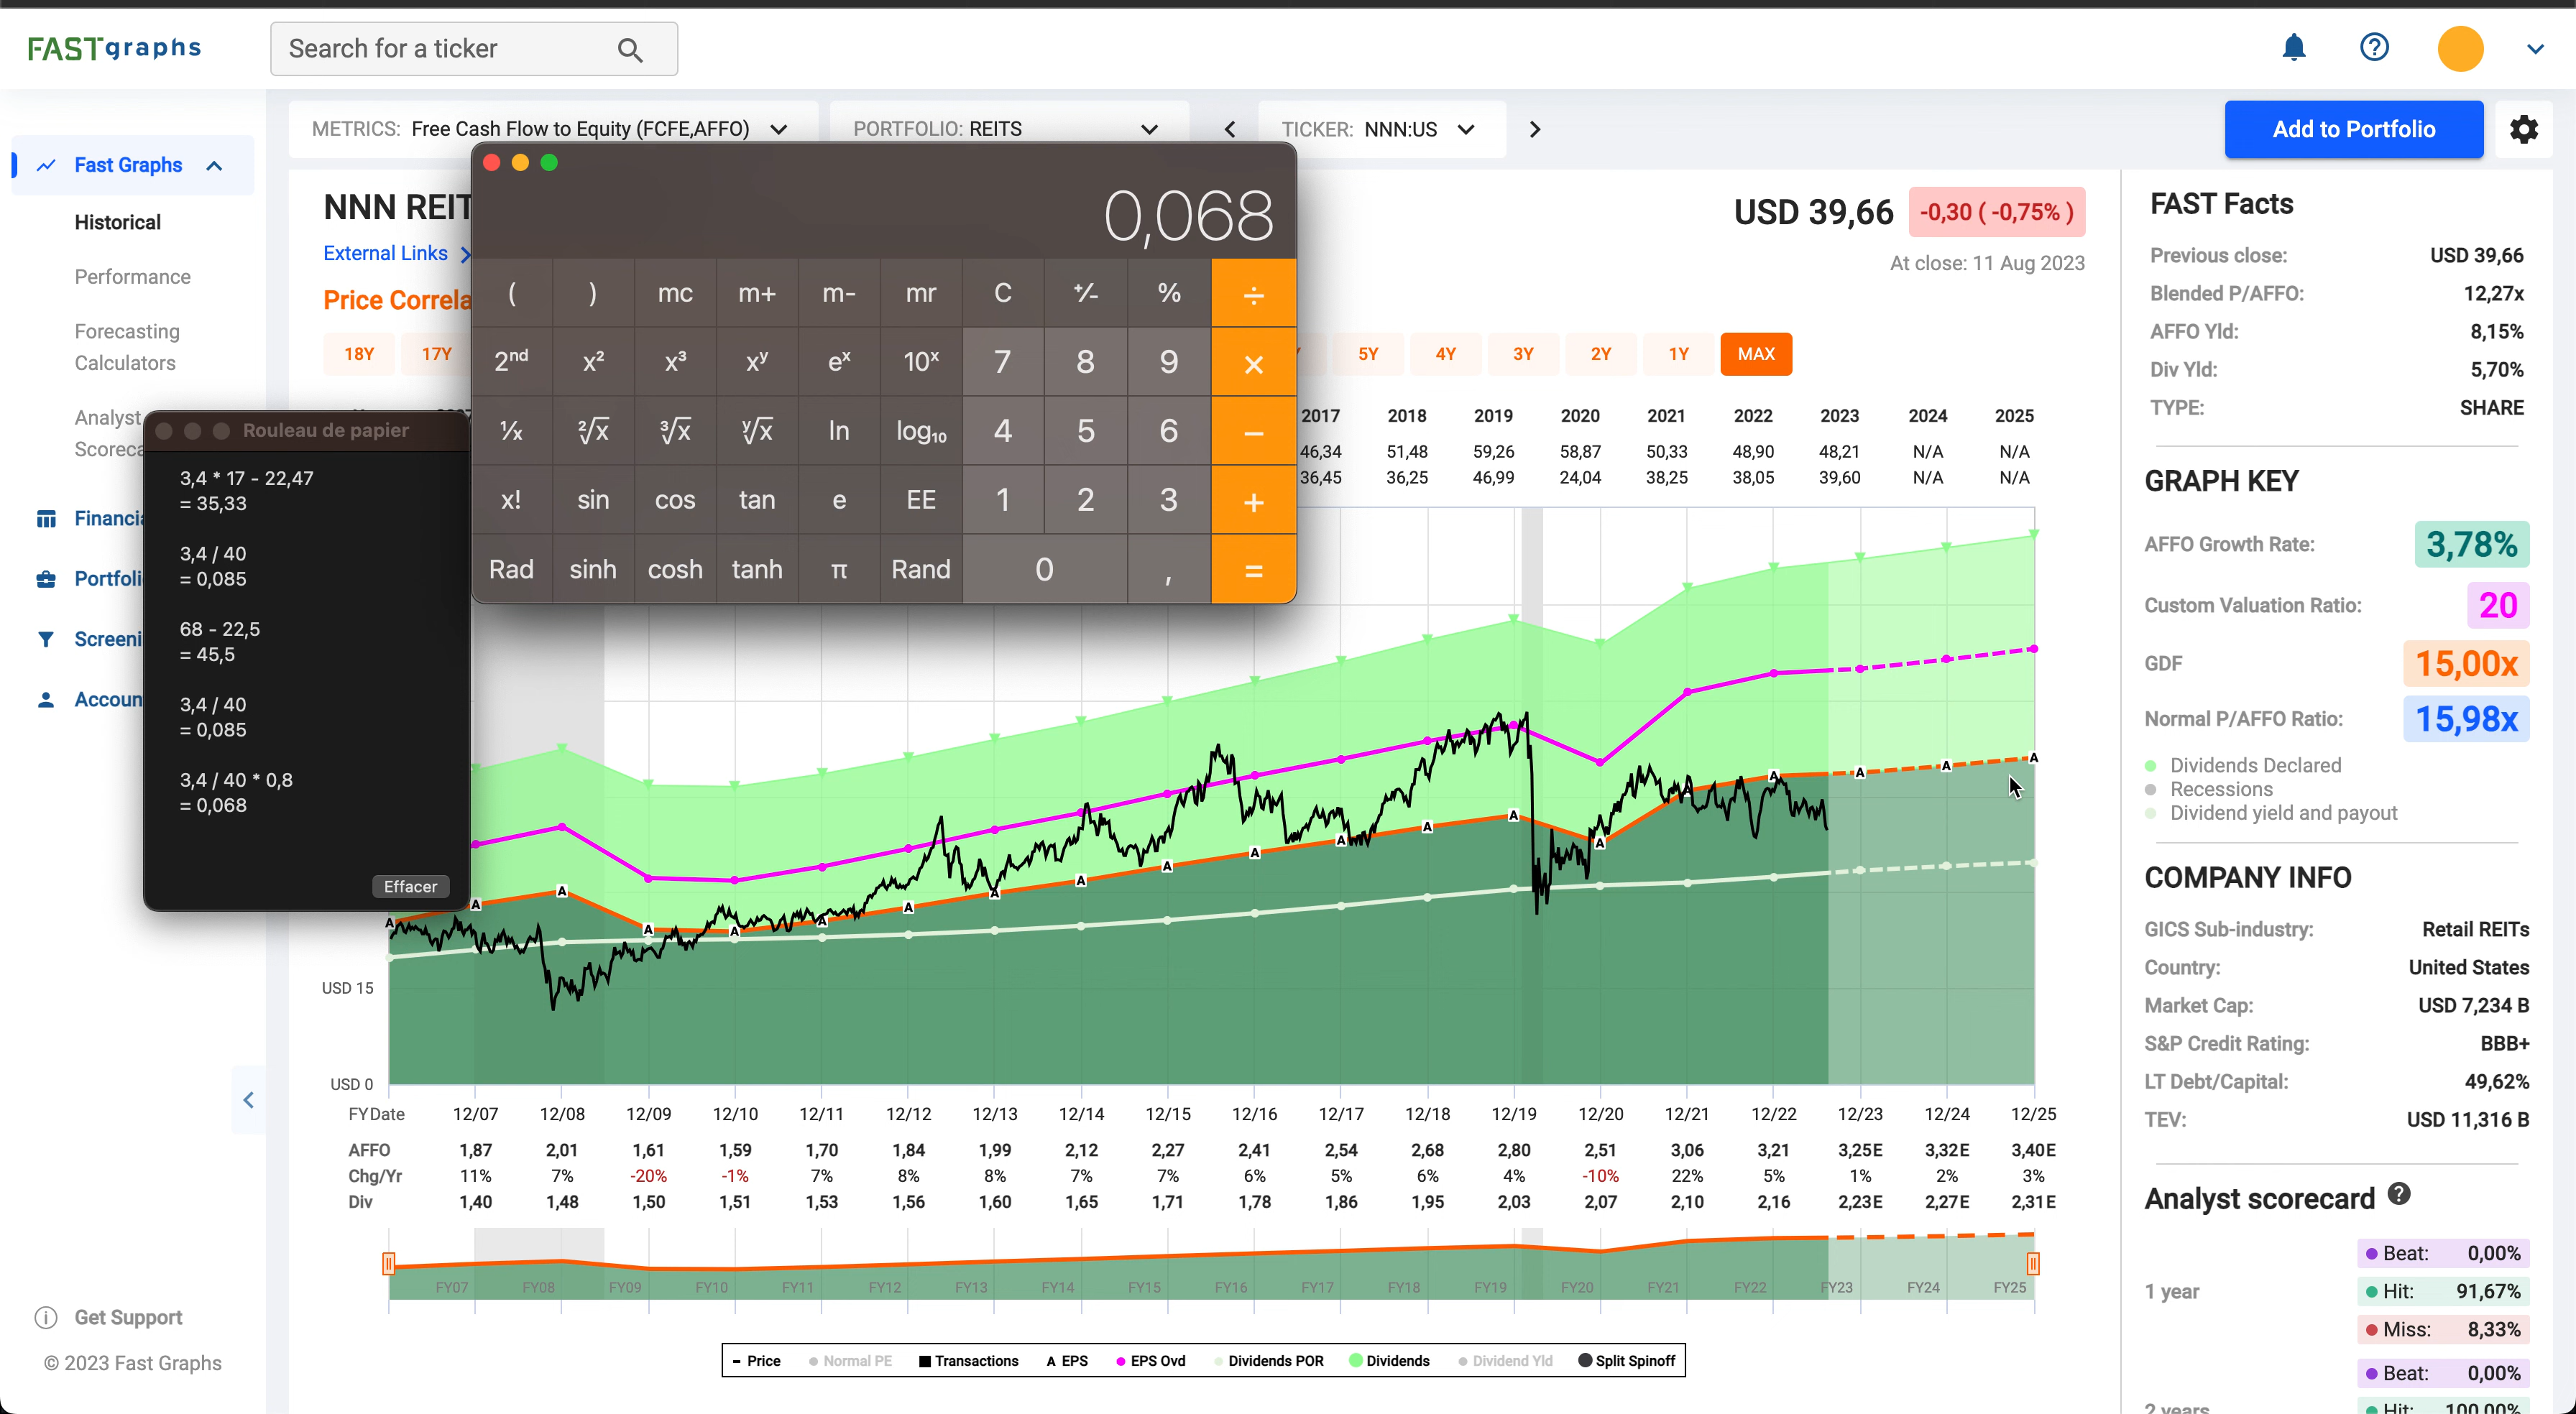 FASTgraphs
Search for a ticker
METRICS: Free Cash Flow to Equity (FCFE,AFFO)
PORTFOLIO: REITS
TICKER: NNN:US
Add to Portfolio
Fast Graphs
Historical
Performance
Forecasting
Calculators
Analyst
Financia
Portfoli
Screeni
Accoun
Get Support
© 2023 Fast Graphs
NNN REIT
External Links
Price Correla
USD 39,66 -0,30 ( -0,75% )
At close: 11 Aug 2023
18Y 17Y 5Y 4Y 3Y 2Y 1Y MAX
0,068
( ) mc m+ m- mr C ⁺∕₋ % ÷
2nd x² x³ xʸ eˣ 10ˣ 7 8 9 ×
¹∕x ²√x ³√x ʸ√x ln log₁₀ 4 5 6 −
x! sin cos tan e EE 1 2 3 +
Rad sinh cosh tanh π Rand 0 , =
Rouleau de papier
3,4 * 17 - 22,47
= 35,33
3,4 / 40
= 0,085
68 - 22,5
= 45,5
3,4 / 40
= 0,085
3,4 / 40 * 0,8
= 0,068
Effacer
2017 2018 2019 2020 2021 2022 2023 2024 2025
46,34 51,48 59,26 58,87 50,33 48,90 48,21 N/A N/A
36,45 36,25 46,99 24,04 38,25 38,05 39,60 N/A N/A
USD 15
USD 0
FYDate 12/07 12/08 12/09 12/10 12/11 12/12 12/13 12/14 12/15 12/16 12/17 12/18 12/19 12/20 12/21 12/22 12/23 12/24 12/25
AFFO 1,87 2,01 1,61 1,59 1,70 1,84 1,99 2,12 2,27 2,41 2,54 2,68 2,80 2,51 3,06 3,21 3,25E 3,32E 3,40E
Chg/Yr 11% 7% -20% -1% 7% 8% 8% 7% 7% 6% 5% 6% 4% -10% 22% 5% 1% 2% 3%
Div 1,40 1,48 1,50 1,51 1,53 1,56 1,60 1,65 1,71 1,78 1,86 1,95 2,03 2,07 2,10 2,16 2,23E 2,27E 2,31E
FY07 FY08 FY09 FY10 FY11 FY12 FY13 FY14 FY15 FY16 FY17 FY18 FY19 FY20 FY21 FY22 FY23 FY24 FY25
Price Normal PE Transactions A EPS EPS Ovd Dividends POR Dividends Dividend Yld Split Spinoff
FAST Facts
Previous close: USD 39,66
Blended P/AFFO: 12,27x
AFFO Yld: 8,15%
Div Yld: 5,70%
TYPE: SHARE
GRAPH KEY
AFFO Growth Rate: 3,78%
Custom Valuation Ratio: 20
GDF 15,00x
Normal P/AFFO Ratio: 15,98x
Dividends Declared
Recessions
Dividend yield and payout
COMPANY INFO
GICS Sub-industry: Retail REITs
Country: United States
Market Cap: USD 7,234 B
S&P Credit Rating: BBB+
LT Debt/Capital: 49,62%
TEV: USD 11,316 B
Analyst scorecard
Beat: 0,00%
1 year Hit: 91,67%
Miss: 8,33%
Beat: 0,00%
2 years Hit: 100,00%